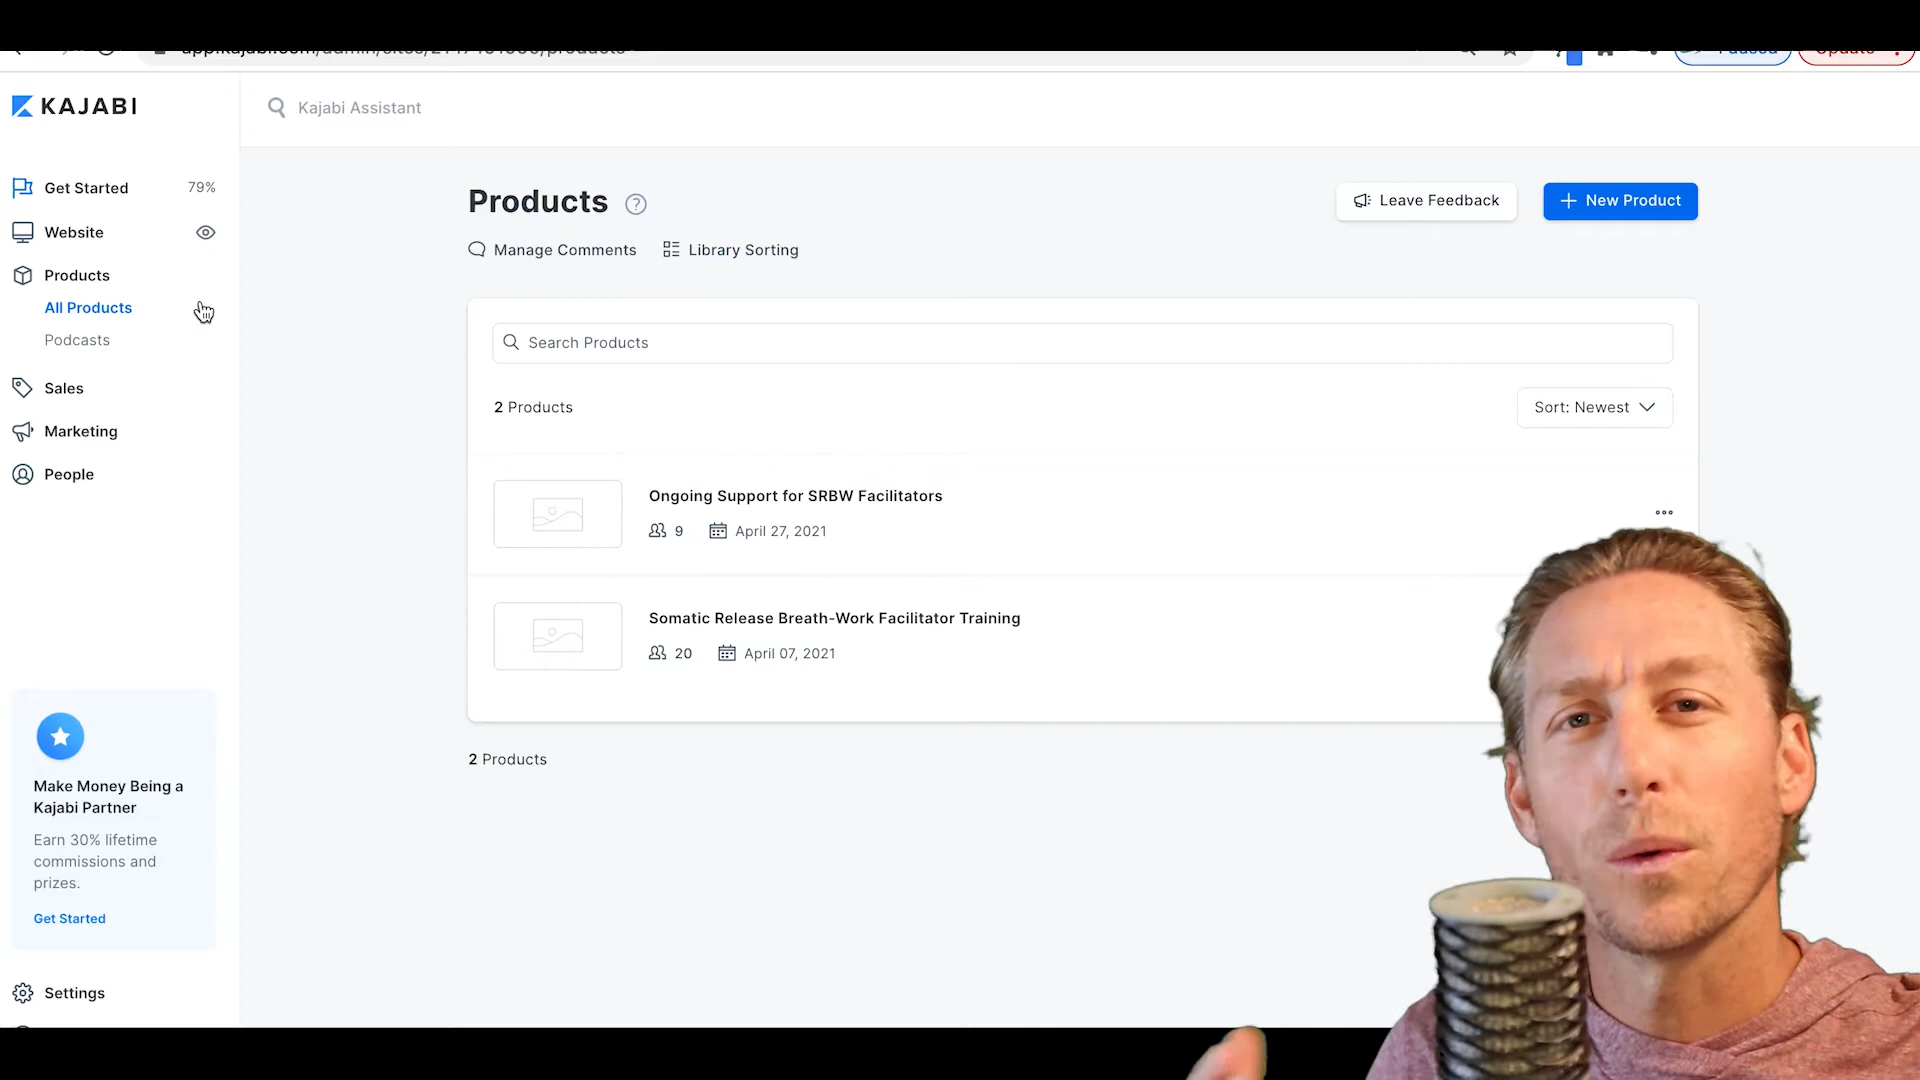 KAJABI
Kajabi Assistant
Get Started 79%
Website
Products
All Products
Podcasts
Sales
Marketing
People
Make Money Being a
Kajabi Partner
Earn 30% lifetime
commissions and
prizes.
Get Started
Settings
Products ?
Leave Feedback
+ New Product
Manage Comments
Library Sorting
Search Products
2 Products
Sort: Newest
Ongoing Support for SRBW Facilitators
9 April 27, 2021
Somatic Release Breath-Work Facilitator Training
20 April 07, 2021
2 Products